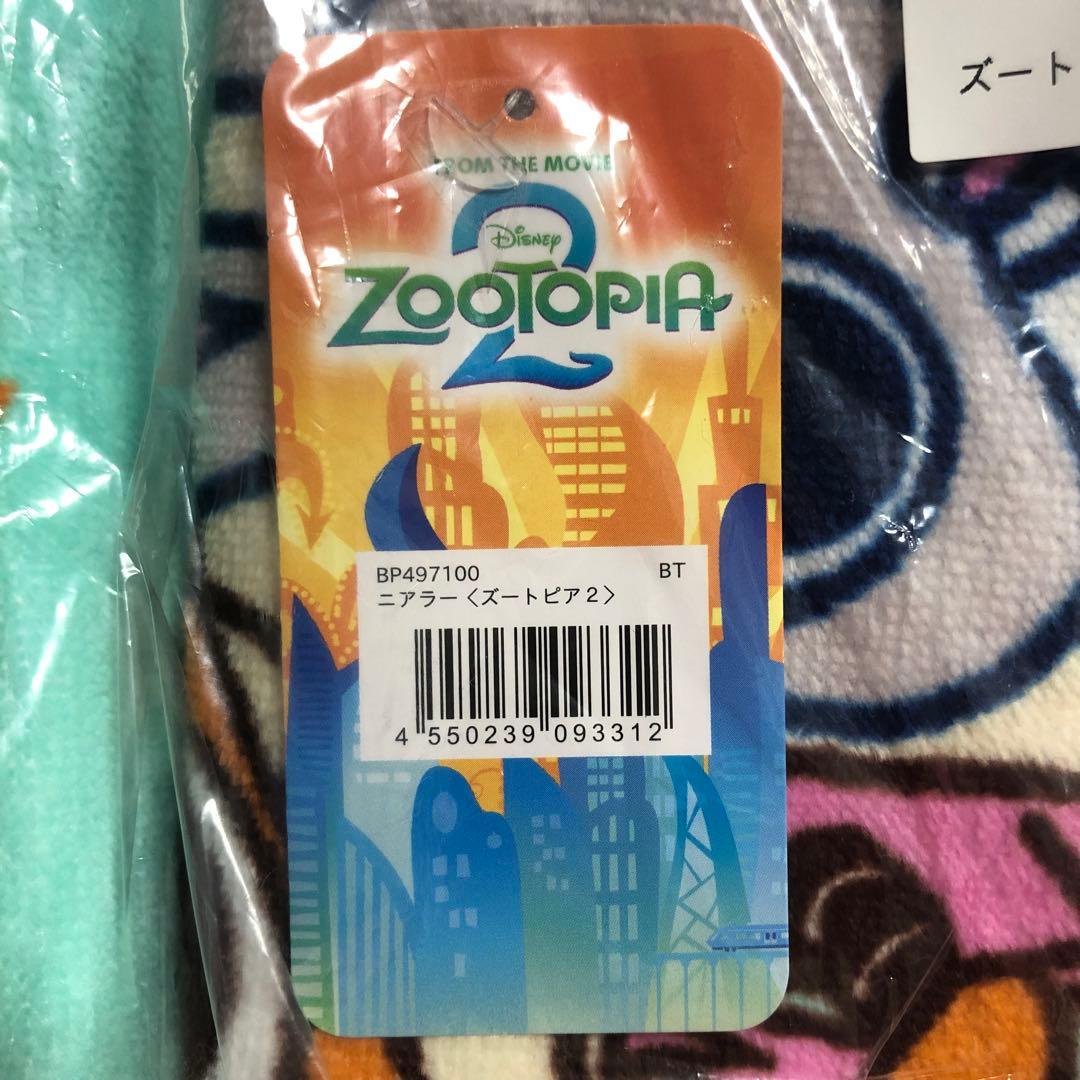 ズート
FROM THE MOVIE
Disney
ZOOTOPIA
2
BP497100 BT
ニアラー〈ズートピア2〉
4 550239 093312